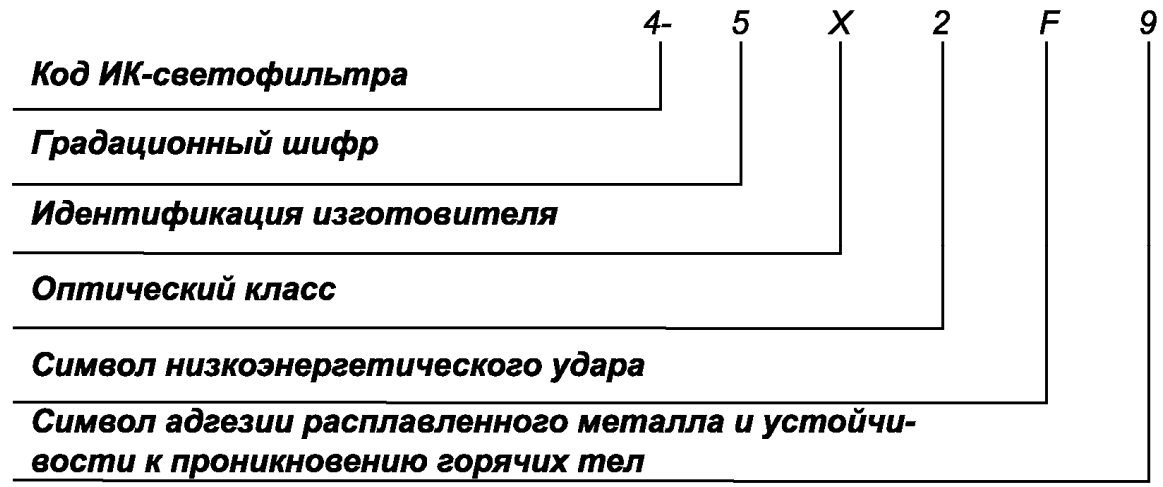 4- 5 X 2 F 9
Код ИК-светофильтра
Градационный шифр
Идентификация изготовителя
Оптический класс
Символ низкоэнергетического удара
Символ адгезии расплавленного металла и устойчи-
вости к проникновению горячих тел